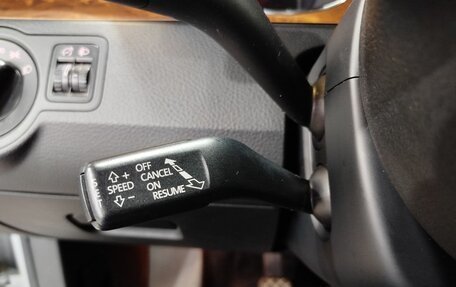 OFF
+ CANCEL
SPEED ON
- RESUME